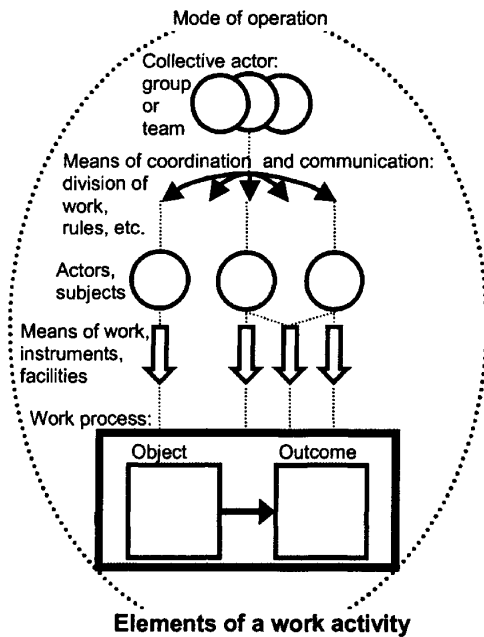 Mode of operation
Collective actor:
group
or
team
Means of coordination and communication:
division of
work,
rules, etc.
Actors,
subjects
Means of work,
instruments,
facilities
Work process:
Object Outcome
Elements of a work activity